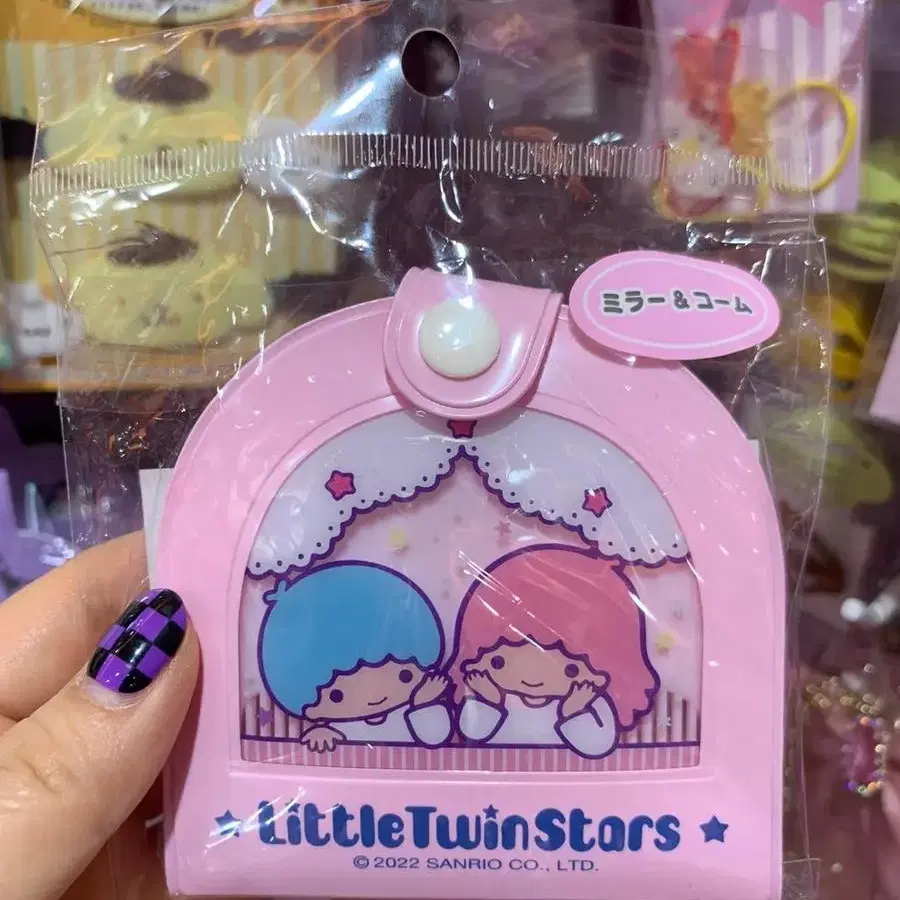 ミラー&コーム
LittleTwinStars
© 2022 SANRIO CO., LTD.